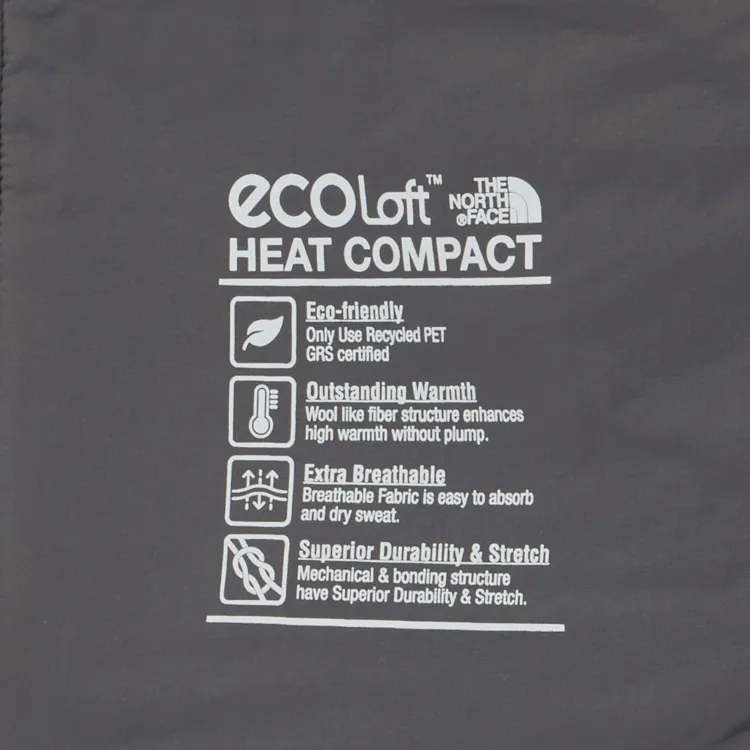 ecoLoft™ THE NORTH FACE®
HEAT COMPACT
Eco-friendly
Only Use Recycled PET
GRS certified
Outstanding Warmth
Wool like fiber structure enhances
high warmth without plump.
Extra Breathable
Breathable Fabric is easy to absorb
and dry sweat.
Superior Durability & Stretch
Mechanical & bonding structure
have Superior Durability & Stretch.